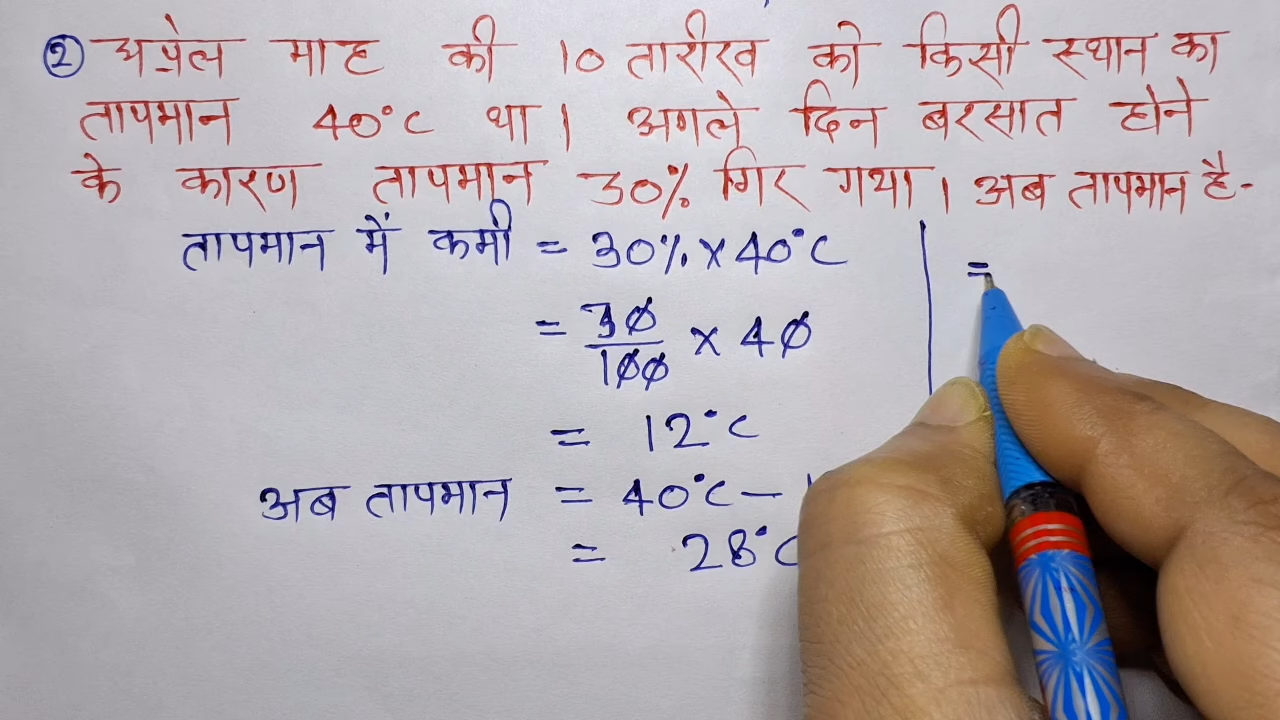 ② अप्रैल माह की 10 तारीख को किसी स्थान का
तापमान 40°C था। अगले दिन बरसात होने
के कारण तापमान 30% गिर गया। अब तापमान है-
तापमान में कमी = 30% × 40°C
= 30/100 × 40
= 12°C
अब तापमान = 40°C - 1
= 28°C
=